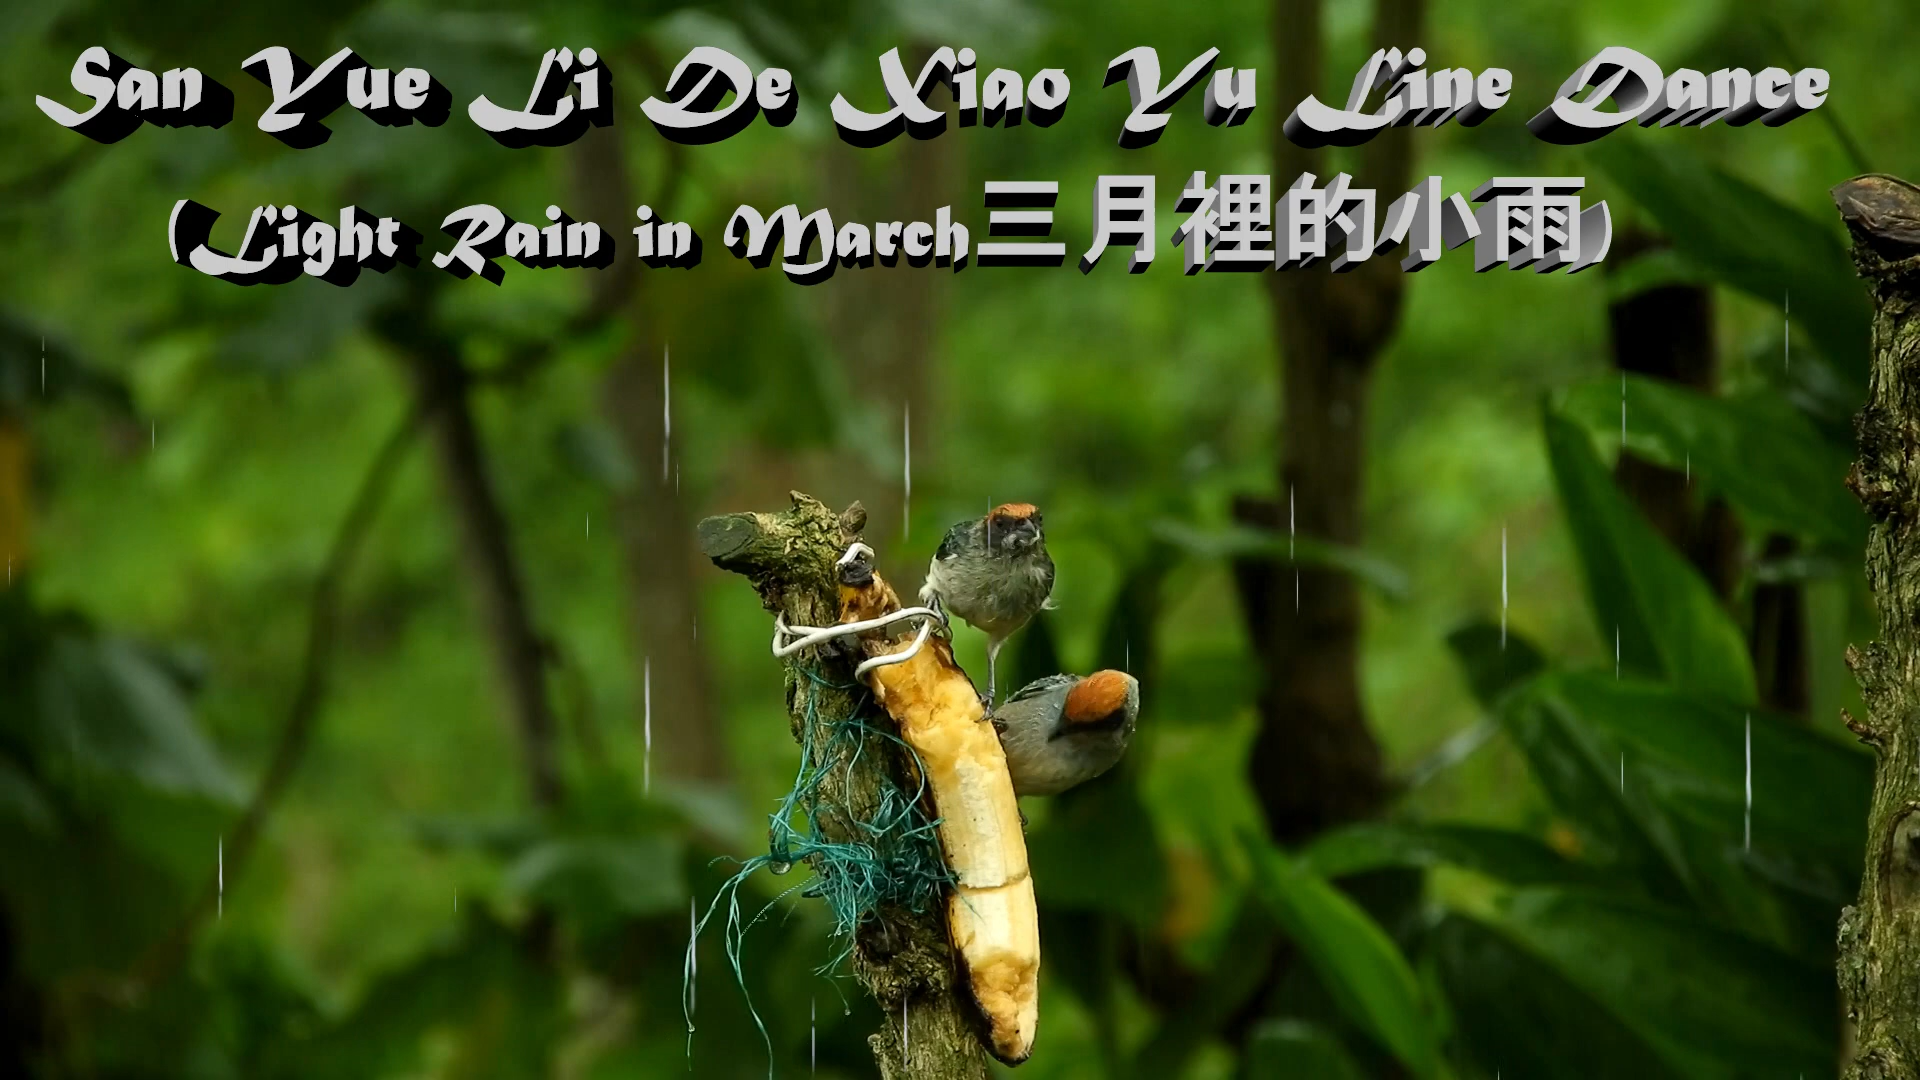 San Yue Li De Xiao Yu Line Dance
(Light Rain in March三月裡的小雨)